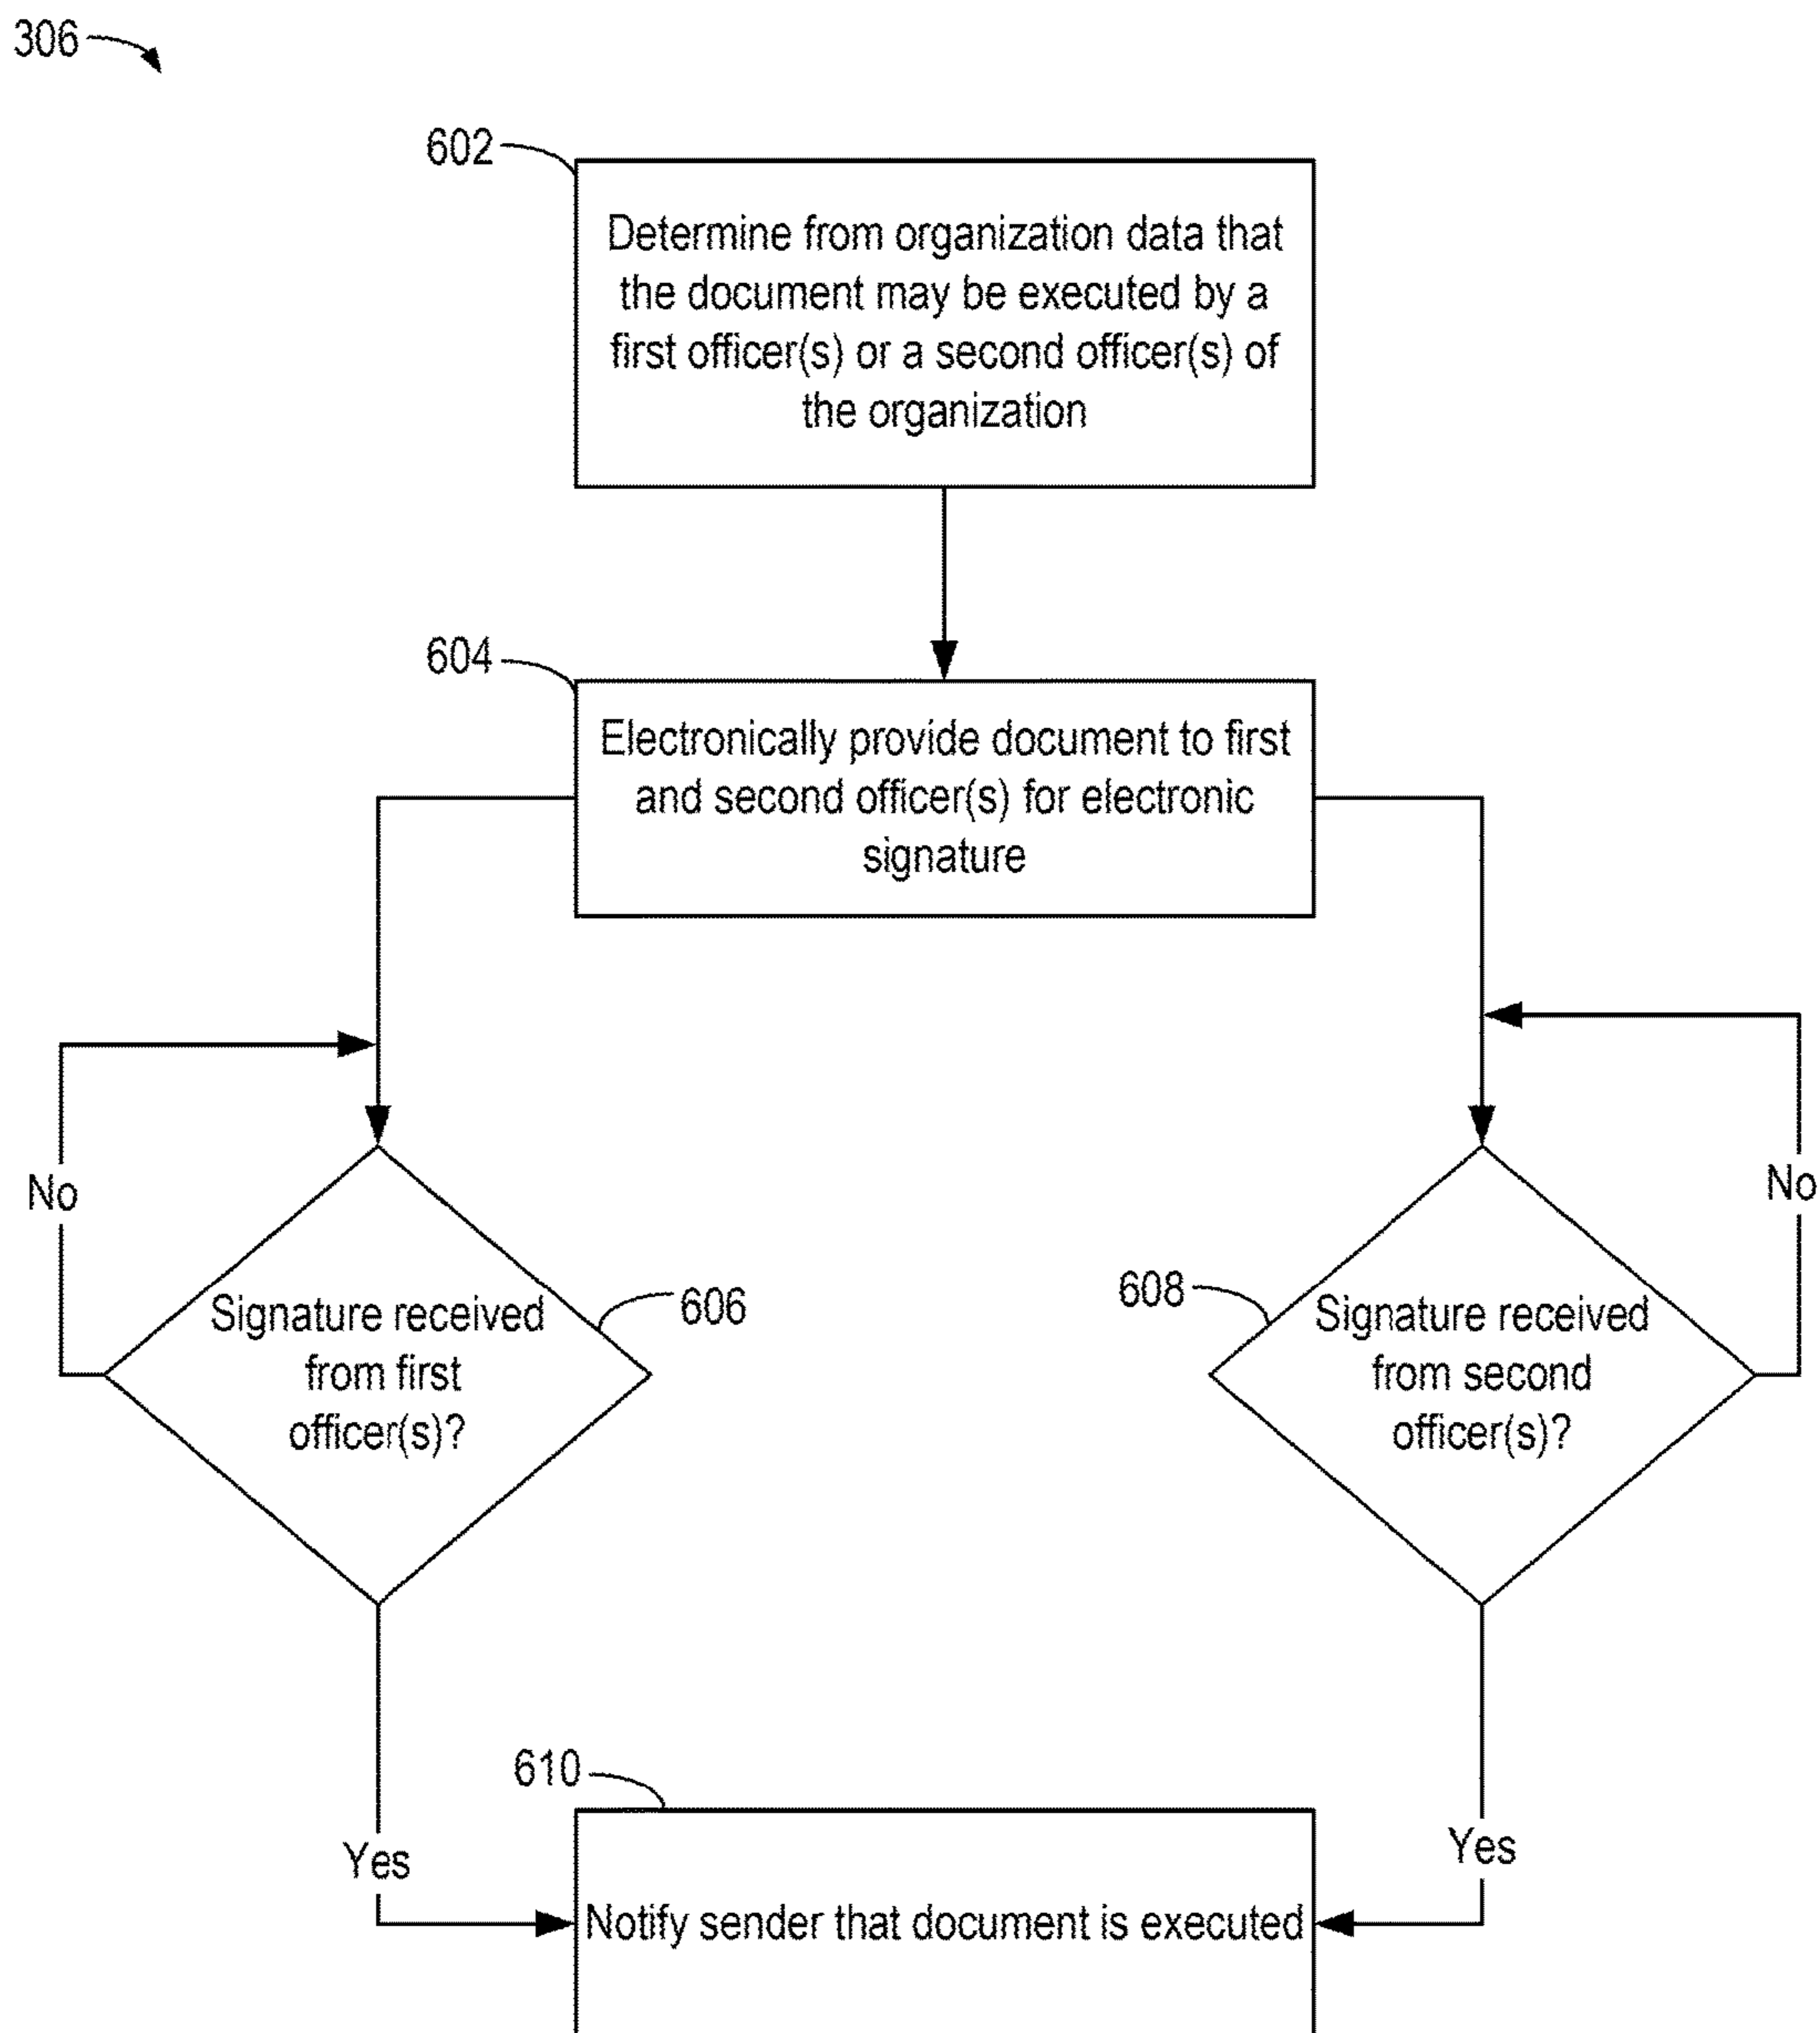 306
602
Determine from organization data that
the document may be executed by a
first officer(s) or a second officer(s) of
the organization
604
Electronically provide document to first
and second officer(s) for electronic
signature
No
No
Signature received
from first
officer(s)?
606
608
Signature received
from second
officer(s)?
610
Yes
Yes
Notify sender that document is executed